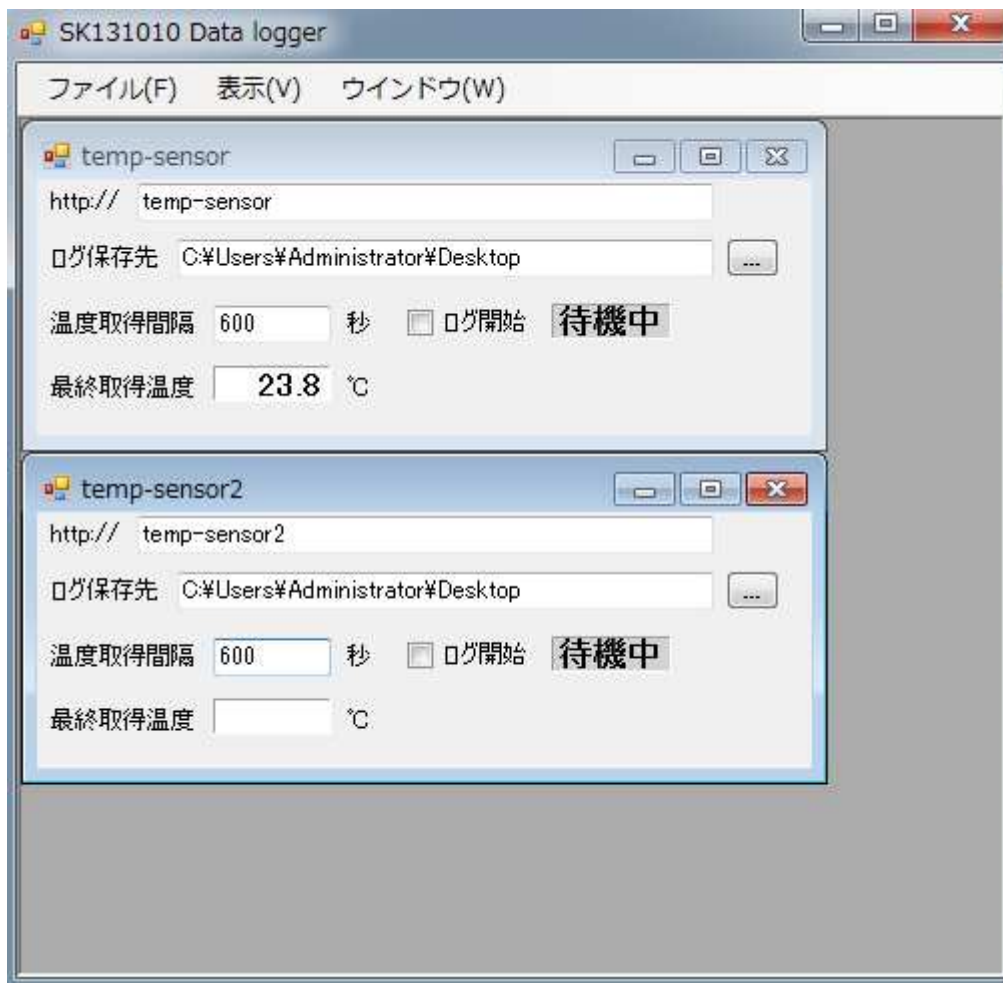 SK131010 Data logger
ファイル(F) 表示(V) ウインドウ(W)
temp-sensor
http:// temp-sensor
ログ保存先 C:¥Users¥Administrator¥Desktop ...
温度取得間隔 600 秒 ログ開始 待機中
最終取得温度 23.8 ℃
temp-sensor2
http:// temp-sensor2
ログ保存先 C:¥Users¥Administrator¥Desktop ...
温度取得間隔 600 秒 ログ開始 待機中
最終取得温度 ℃